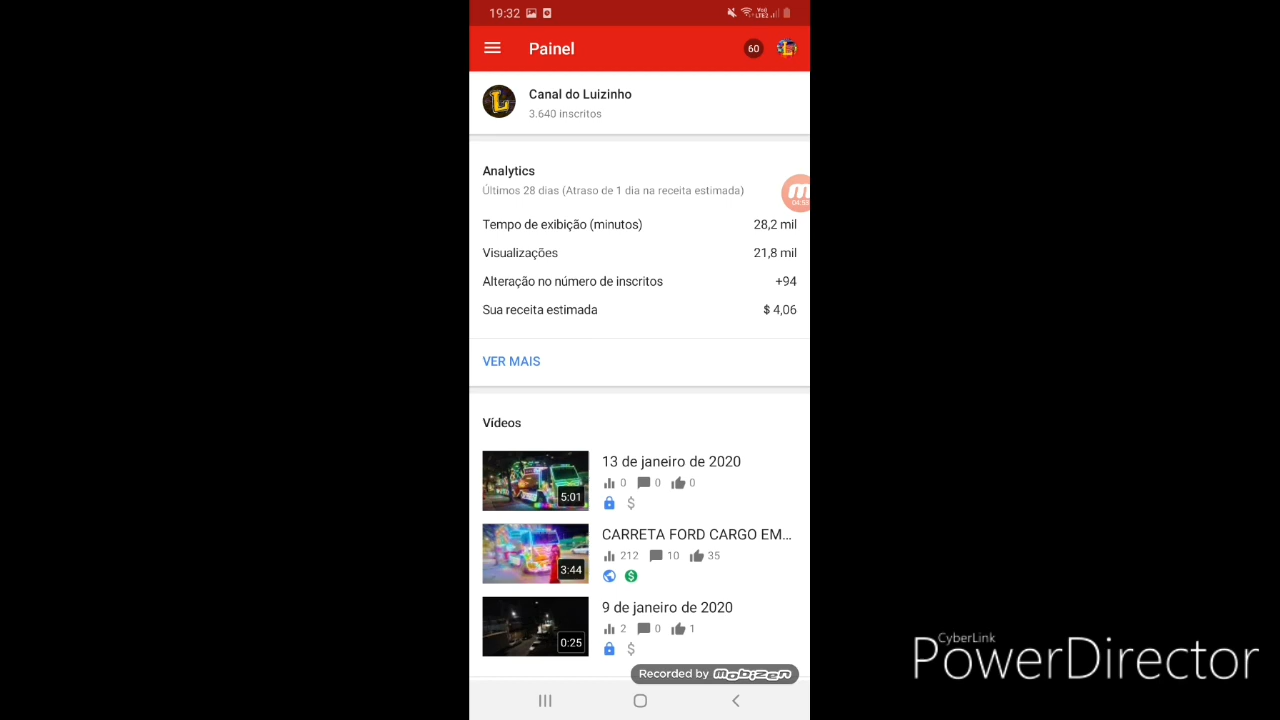 19:32
Vo)) LTE2
Painel
60
L
L
Canal do Luizinho
3.640 inscritos
Analytics
Últimos 28 dias (Atraso de 1 dia na receita estimada)
04:53
Tempo de exibição (minutos) 28,2 mil
Visualizações 21,8 mil
Alteração no número de inscritos +94
Sua receita estimada $ 4,06
VER MAIS
Vídeos
13 de janeiro de 2020
0 0 0
5:01
$
CARRETA FORD CARGO EM...
212 10 35
3:44
$
9 de janeiro de 2020
2 0 1
0:25
$
Recorded by mobizen
CyberLink
PowerDirector